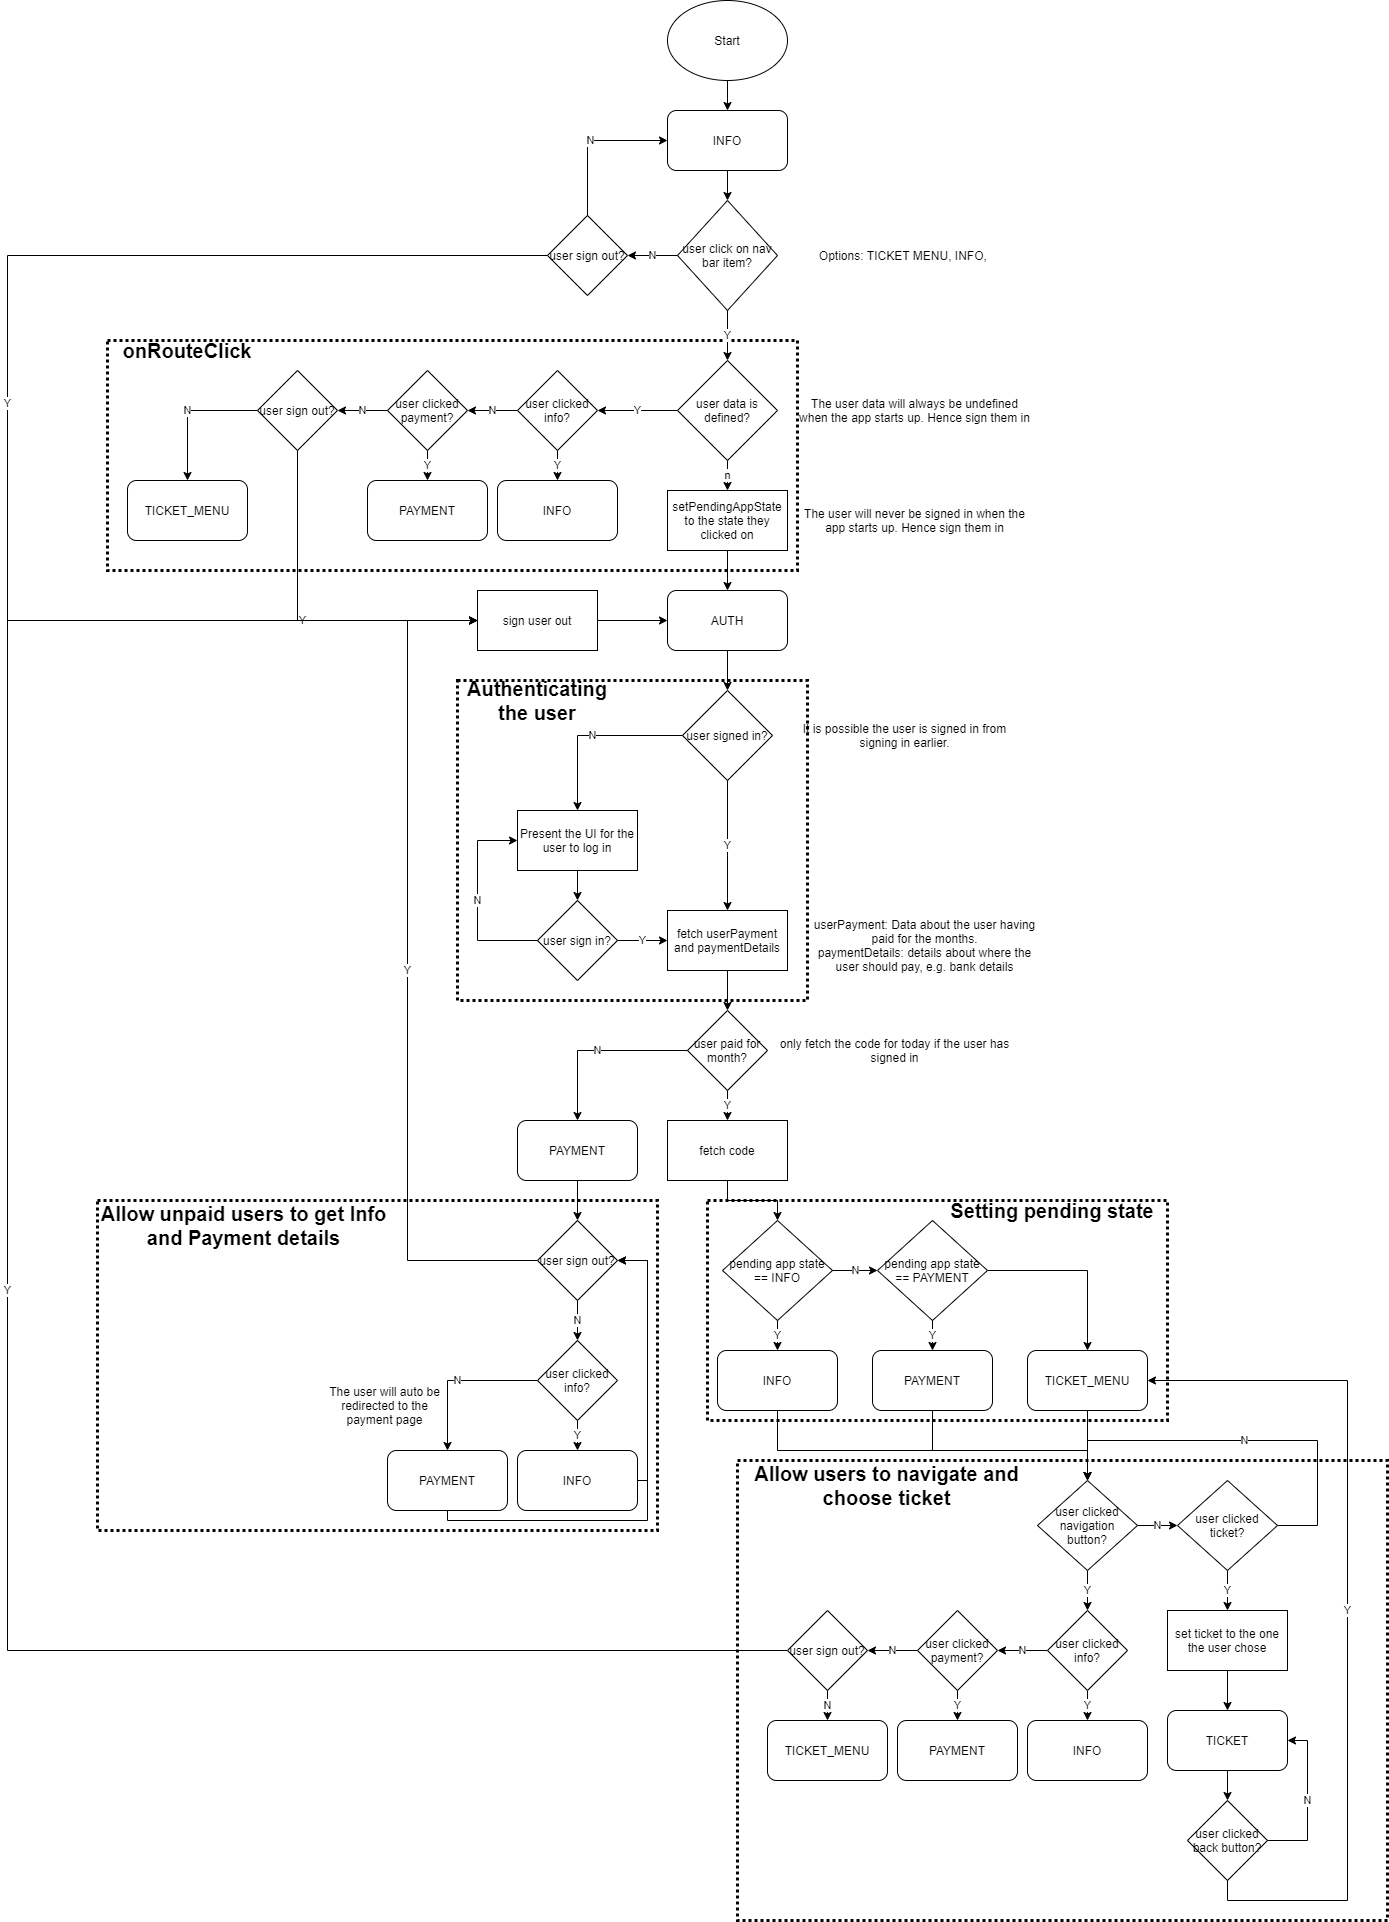 Start
INFO
N
user sign out?
N
user click on nav
bar item?
Options: TICKET MENU, INFO,
Y
Y
onRouteClick
N
user sign out?
N
user clicked
payment?
N
user clicked
info?
Y
user data is
defined?
The user data will always be undefined
when the app starts up. Hence sign them in
Y
Y
n
TICKET_MENU
PAYMENT
INFO
setPendingAppState
to the state they
clicked on
The user will never be signed in when the
app starts up. Hence sign them in
Y
sign user out
AUTH
Authenticating
the user
N
user signed in?
It is possible the user is signed in from
signing in earlier.
Present the UI for the
user to log in
Y
N
user sign in?
Y
fetch userPayment
and paymentDetails
userPayment: Data about the user having
paid for the months.
paymentDetails: details about where the
user should pay, e.g. bank details
Y
N
user paid for
month?
only fetch the code for today if the user has
signed in
Y
PAYMENT
fetch code
Allow unpaid users to get Info
and Payment details
Setting pending state
user sign out?
pending app state
== INFO
N
pending app state
== PAYMENT
Y
N
Y
Y
user clicked
info?
N
INFO
PAYMENT
TICKET_MENU
The user will auto be
redirected to the
payment page
Y
N
PAYMENT
INFO
Allow users to navigate and
choose ticket
user clicked
navigation
button?
N
user clicked
ticket?
Y
Y
Y
user sign out?
N
user clicked
payment?
N
user clicked
info?
set ticket to the one
the user chose
N
Y
Y
TICKET_MENU
PAYMENT
INFO
TICKET
N
user clicked
back button?